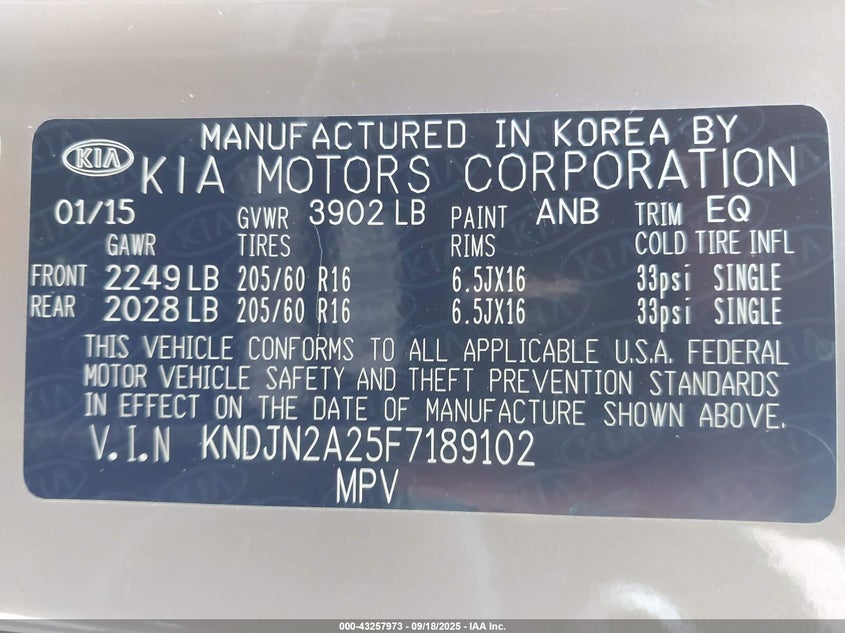 MANUFACTURED IN KOREA BY
KIA KIA MOTORS CORPORATION
01/15 GVWR 3902 LB PAINT ANB TRIM EQ
GAWR TIRES RIMS COLD TIRE INFL
FRONT 2249 LB 205/60 R16 6.5JX16 33psi SINGLE
REAR 2028 LB 205/60 R16 6.5JX16 33psi SINGLE
THIS VEHICLE CONFORMS TO ALL APPLICABLE U.S.A. FEDERAL
MOTOR VEHICLE SAFETY AND THEFT PREVENTION STANDARDS
IN EFFECT ON THE DATE OF MANUFACTURE SHOWN ABOVE.
V.I.N KNDJN2A25F7189102
MPV
000-43257973 - 09/18/2025 - IAA Inc.